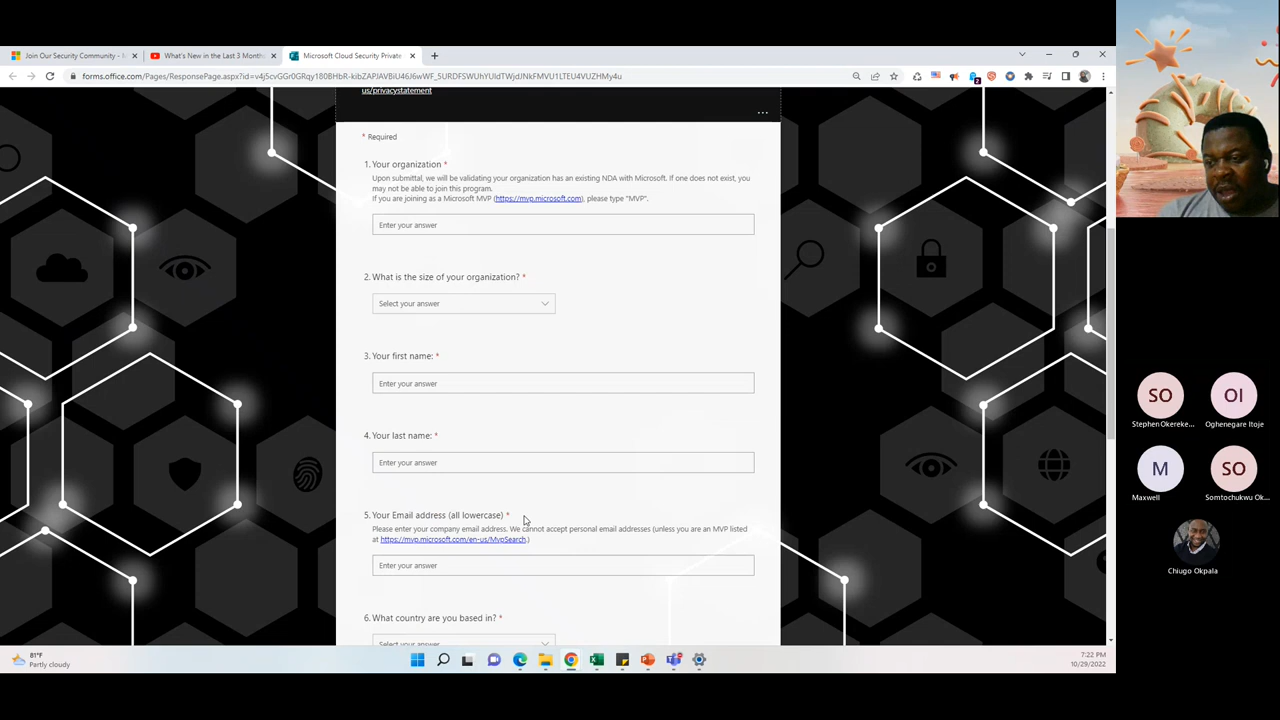 Join Our Security Community - M
What's New in the Last 3 Month
Microsoft Cloud Security Private
forms.office.com/Pages/ResponsePage.aspx?id=v4j5cvGGr0GRqy180BHbR-kibZAPJAVBiU46J6wWF_5URDFSWUhYUldTWjdJNkFMVU1LTEU4VUZHMy4u
us/privacystatement
...
* Required
1. Your organization *
Upon submittal, we will be validating your organization has an existing NDA with Microsoft. If one does not exist, you
may not be able to join this program.
If you are joining as a Microsoft MVP (https://mvp.microsoft.com), please type "MVP".
Enter your answer
2. What is the size of your organization? *
Select your answer
3. Your first name: *
Enter your answer
4. Your last name: *
Enter your answer
5. Your Email address (all lowercase) *
Please enter your company email address. We cannot accept personal email addresses (unless you are an MVP listed
at https://mvp.microsoft.com/en-us/MvpSearch.)
Enter your answer
6. What country are you based in? *
Select your answer
SO
OI
Stephen Okereke...
Oghenegare Itoje
M
SO
Maxwell
Somtochukwu Ok...
Chiugo Okpala
81°F
Partly cloudy
7:22 PM
10/29/2022